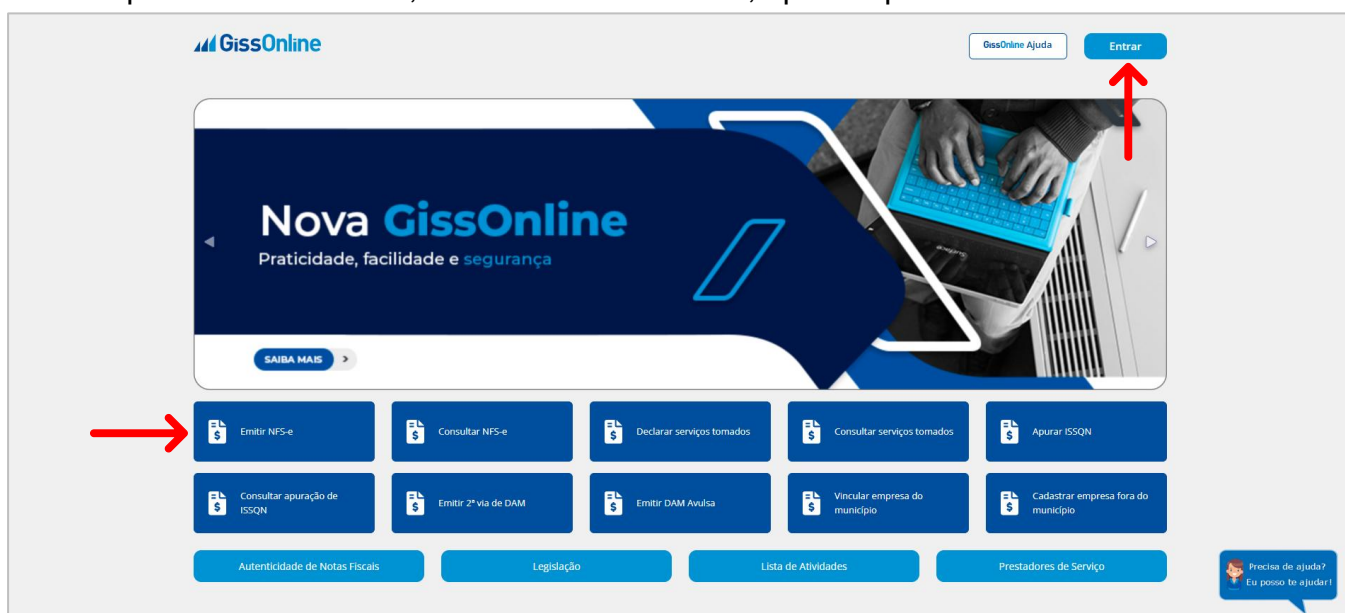 GissOnline
GissOnline Ajuda
Entrar
Nova GissOnline
Praticidade, facilidade e segurança
SAIBA MAIS >
Emitir NFS-e
Consultar NFS-e
Declarar serviços tomados
Consultar serviços tomados
Apurar ISSQN
Consultar apuração de
ISSQN
Emitir 2ª via de DAM
Emitir DAM Avulsa
Vincular empresa do
município
Cadastrar empresa fora do
município
Autenticidade de Notas Fiscais
Legislação
Lista de Atividades
Prestadores de Serviço
Precisa de ajuda?
Eu posso te ajudar!